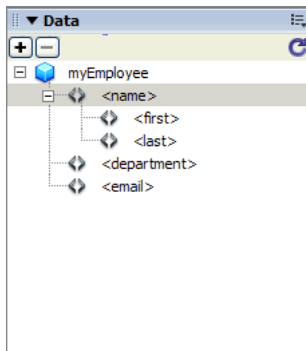 Data
myEmployee
<name>
<first>
<last>
<department>
<email>